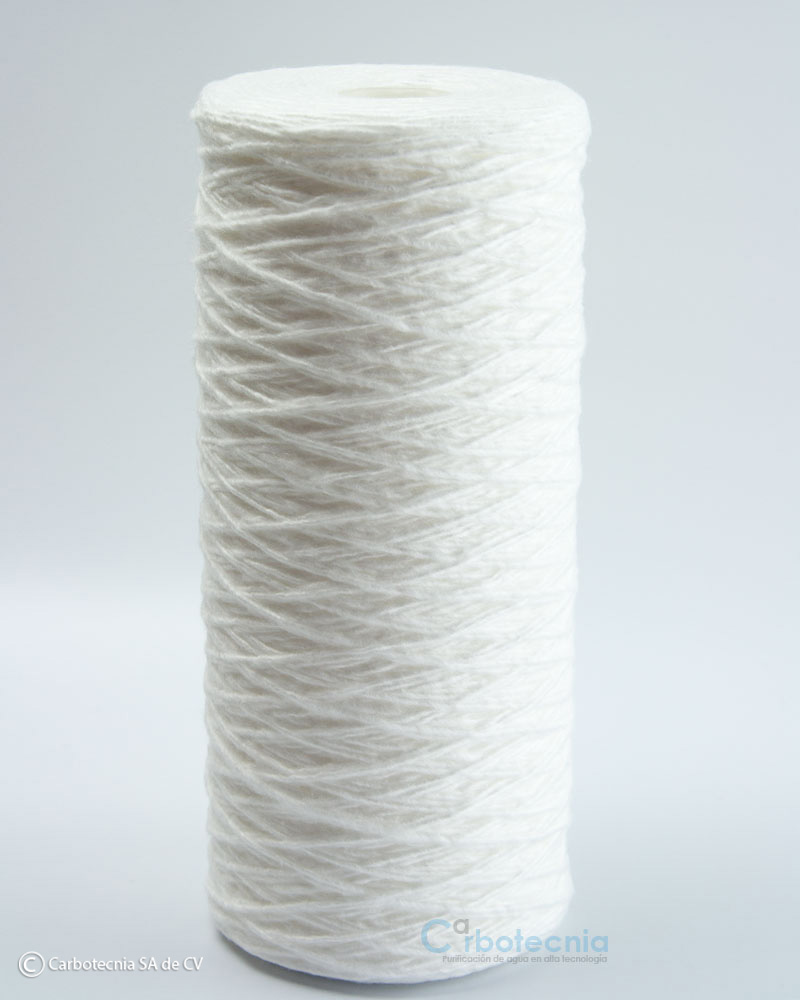 Carbotecnia
Purificación de agua en alta tecnología
© Carbotecnia SA de CV